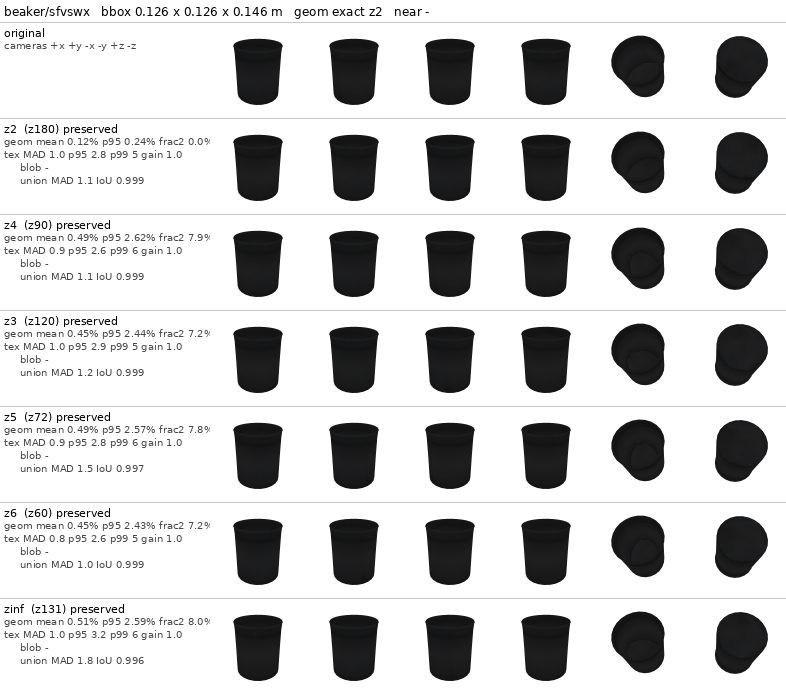 beaker/sfvswx   bbox 0.126 x 0.126 x 0.146 m   geom exact z2   near -
original
cameras +x +y -x -y +z -z
z2  (z180) preserved
geom mean 0.12% p95 0.24% frac2 0.0%
tex MAD 1.0 p95 2.8 p99 5 gain 1.0
blob -
union MAD 1.1 IoU 0.999
z4  (z90) preserved
geom mean 0.49% p95 2.62% frac2 7.9%
tex MAD 0.9 p95 2.6 p99 6 gain 1.0
blob -
union MAD 1.1 IoU 0.999
z3  (z120) preserved
geom mean 0.45% p95 2.44% frac2 7.2%
tex MAD 1.0 p95 2.9 p99 5 gain 1.0
blob -
union MAD 1.2 IoU 0.999
z5  (z72) preserved
geom mean 0.49% p95 2.57% frac2 7.8%
tex MAD 0.9 p95 2.8 p99 6 gain 1.0
blob -
union MAD 1.5 IoU 0.997
z6  (z60) preserved
geom mean 0.45% p95 2.43% frac2 7.2%
tex MAD 0.8 p95 2.6 p99 5 gain 1.0
blob -
union MAD 1.0 IoU 0.999
zinf  (z131) preserved
geom mean 0.51% p95 2.59% frac2 8.0%
tex MAD 1.0 p95 3.2 p99 6 gain 1.0
blob -
union MAD 1.8 IoU 0.996